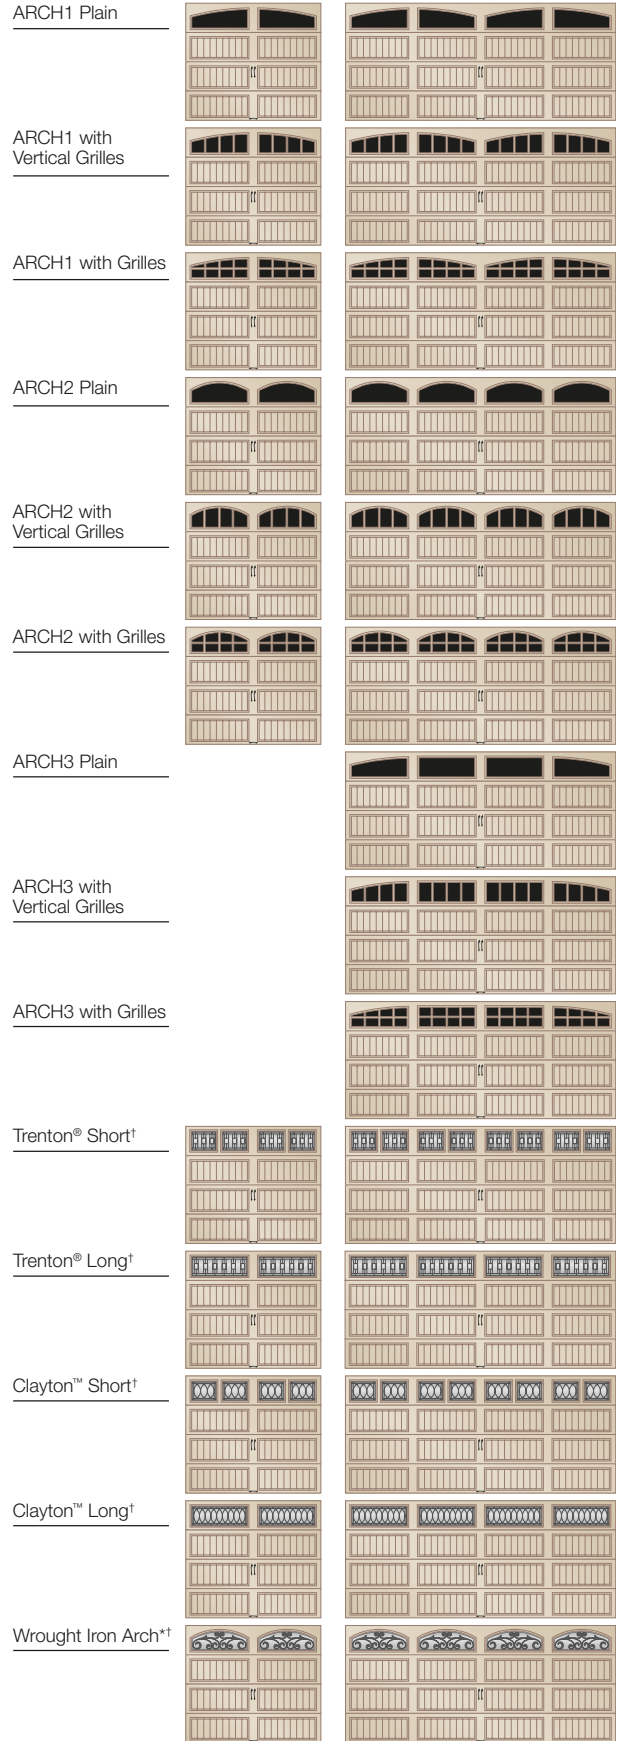 ARCH1 Plain
ARCH1 with
Vertical Grilles
ARCH1 with Grilles
ARCH2 Plain
ARCH2 with
Vertical Grilles
ARCH2 with Grilles
ARCH3 Plain
ARCH3 with
Vertical Grilles
ARCH3 with Grilles
Trenton® Short†
Trenton® Long†
Clayton™ Short†
Clayton™ Long†
Wrought Iron Arch*†